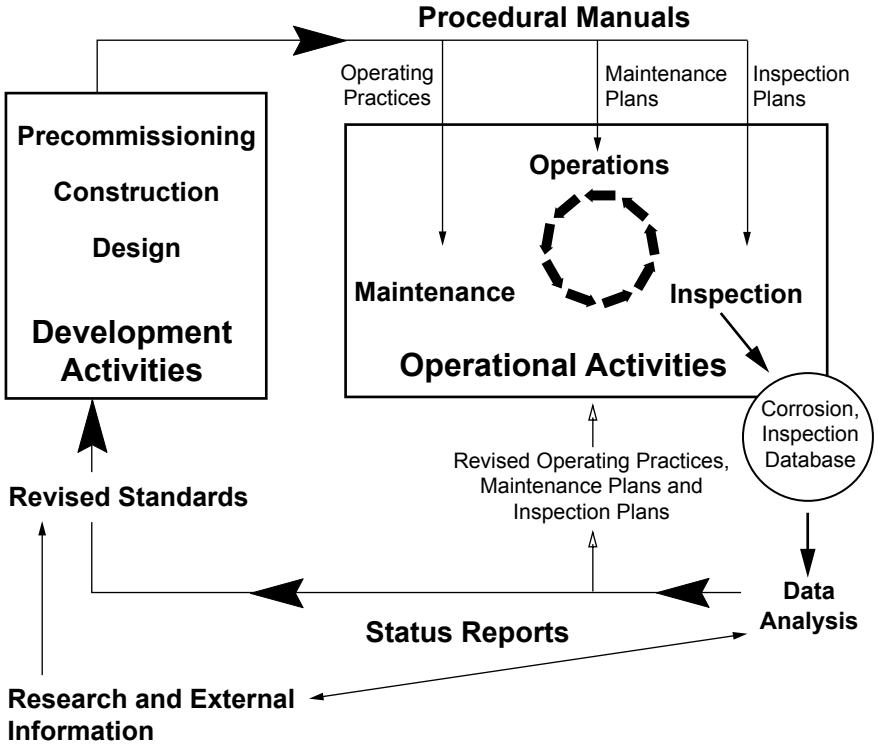 Procedural Manuals
Operating
Practices
Maintenance
Plans
Inspection
Plans
Precommissioning
Construction
Design
Development
Activities
Operations
Maintenance
Inspection
Operational Activities
Corrosion,
Inspection
Database
Revised Operating Practices,
Maintenance Plans and
Inspection Plans
Revised Standards
Data
Analysis
Status Reports
Research and External
Information